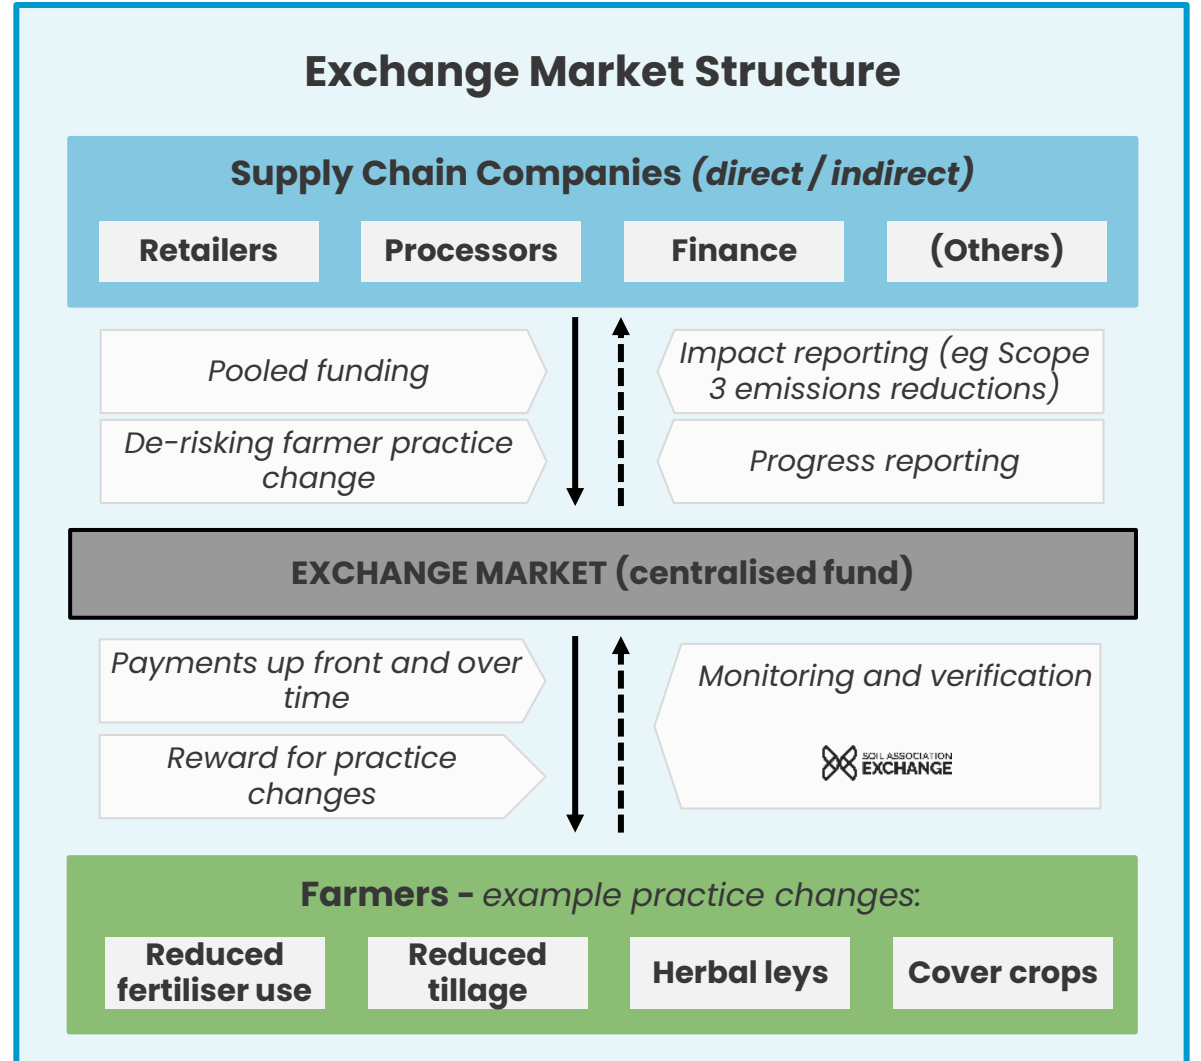 Exchange Market Structure
Supply Chain Companies (direct / indirect)
Retailers
Processors
Finance
(Others)
Pooled funding
De-risking farmer practice
change
Impact reporting (eg Scope
3 emissions reductions)
Progress reporting
EXCHANGE MARKET (centralised fund)
Payments up front and over
time
Reward for practice
changes
Monitoring and verification
SOIL ASSOCIATION
EXCHANGE
Farmers - example practice changes:
Reduced
fertiliser use
Reduced
tillage
Herbal leys
Cover crops